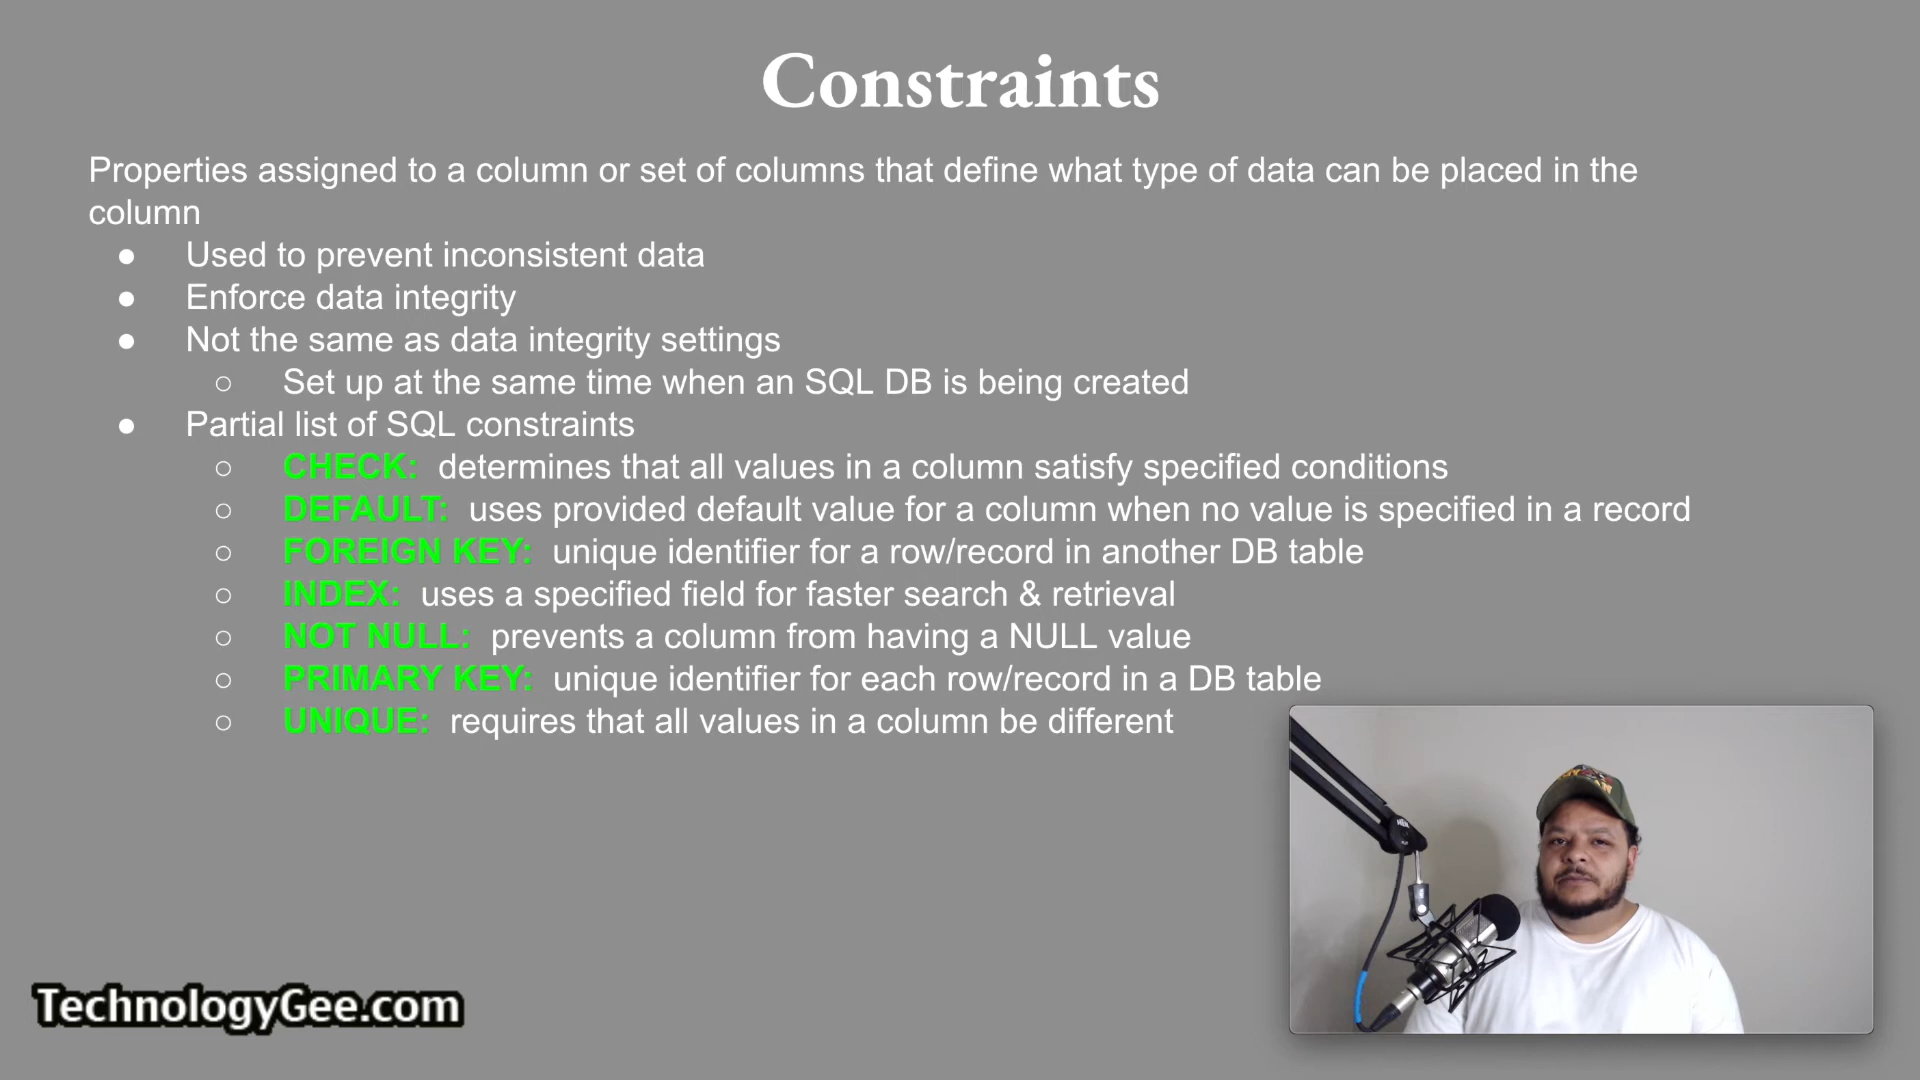 Constraints
Properties assigned to a column or set of columns that define what type of data can be placed in the
column
● Used to prevent inconsistent data
● Enforce data integrity
● Not the same as data integrity settings
○ Set up at the same time when an SQL DB is being created
● Partial list of SQL constraints
○ CHECK: determines that all values in a column satisfy specified conditions
○ DEFAULT: uses provided default value for a column when no value is specified in a record
○ FOREIGN KEY: unique identifier for a row/record in another DB table
○ INDEX: uses a specified field for faster search & retrieval
○ NOT NULL: prevents a column from having a NULL value
○ PRIMARY KEY: unique identifier for each row/record in a DB table
○ UNIQUE: requires that all values in a column be different
TechnologyGee.com